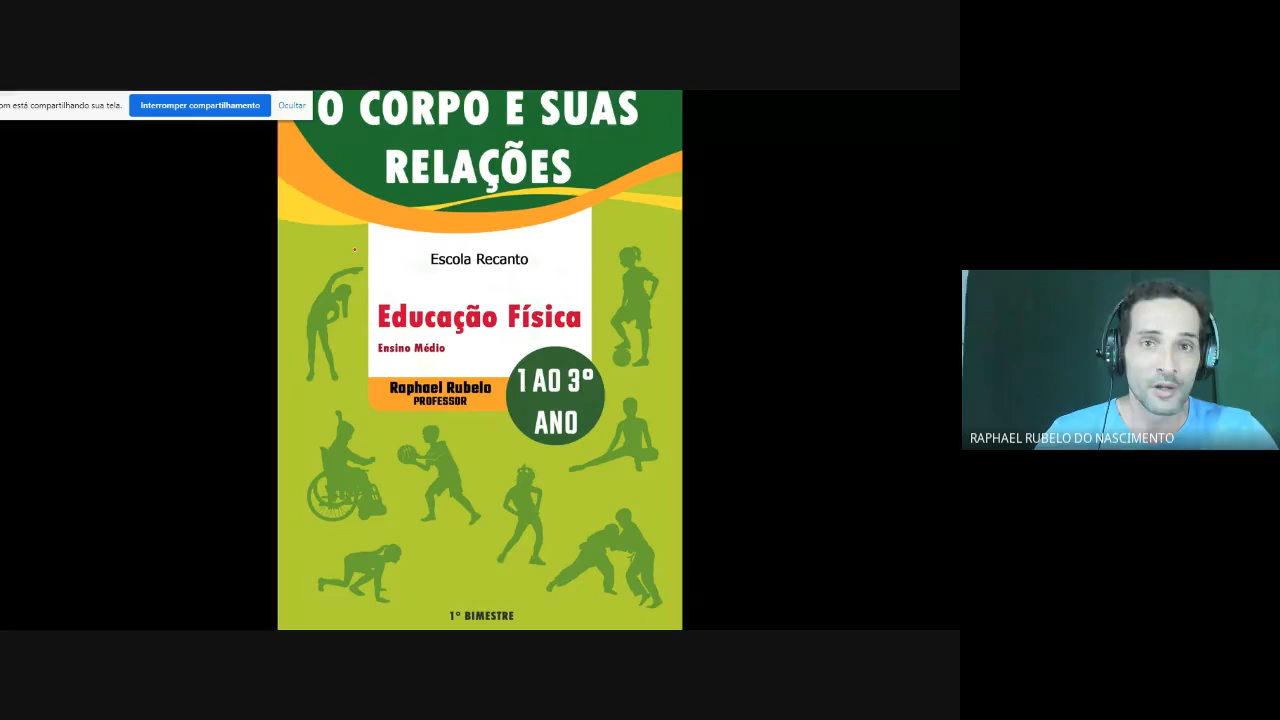 om está compartilhando sua tela.
Interromper compartilhamento
Ocultar
O CORPO E SUAS
RELAÇÕES
Escola Recanto
Educação Física
Ensino Médio
Raphael Rubelo
PROFESSOR
1 AO 3º
ANO
1º BIMESTRE
RAPHAEL RUBELO DO NASCIMENTO